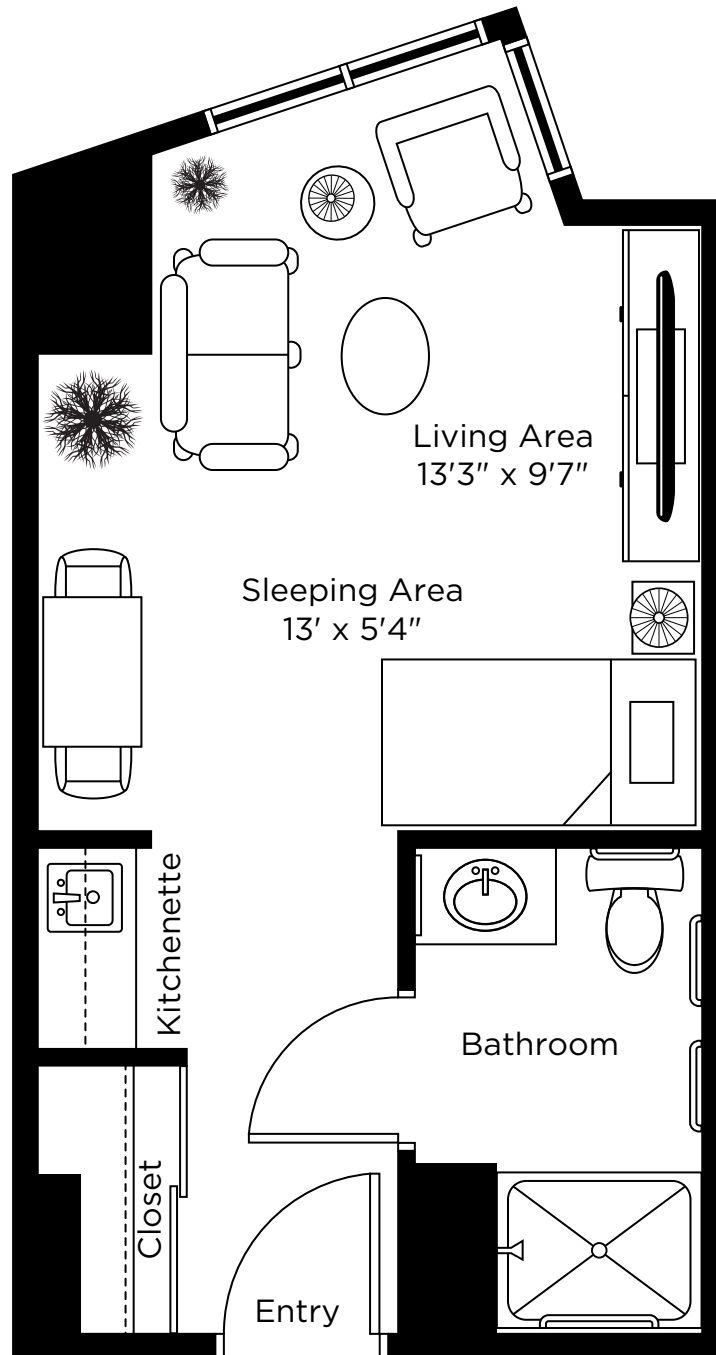 Living Area
13'3" x 9'7"
Sleeping Area
13' x 5'4"
Kitchenette
Bathroom
Closet
Entry